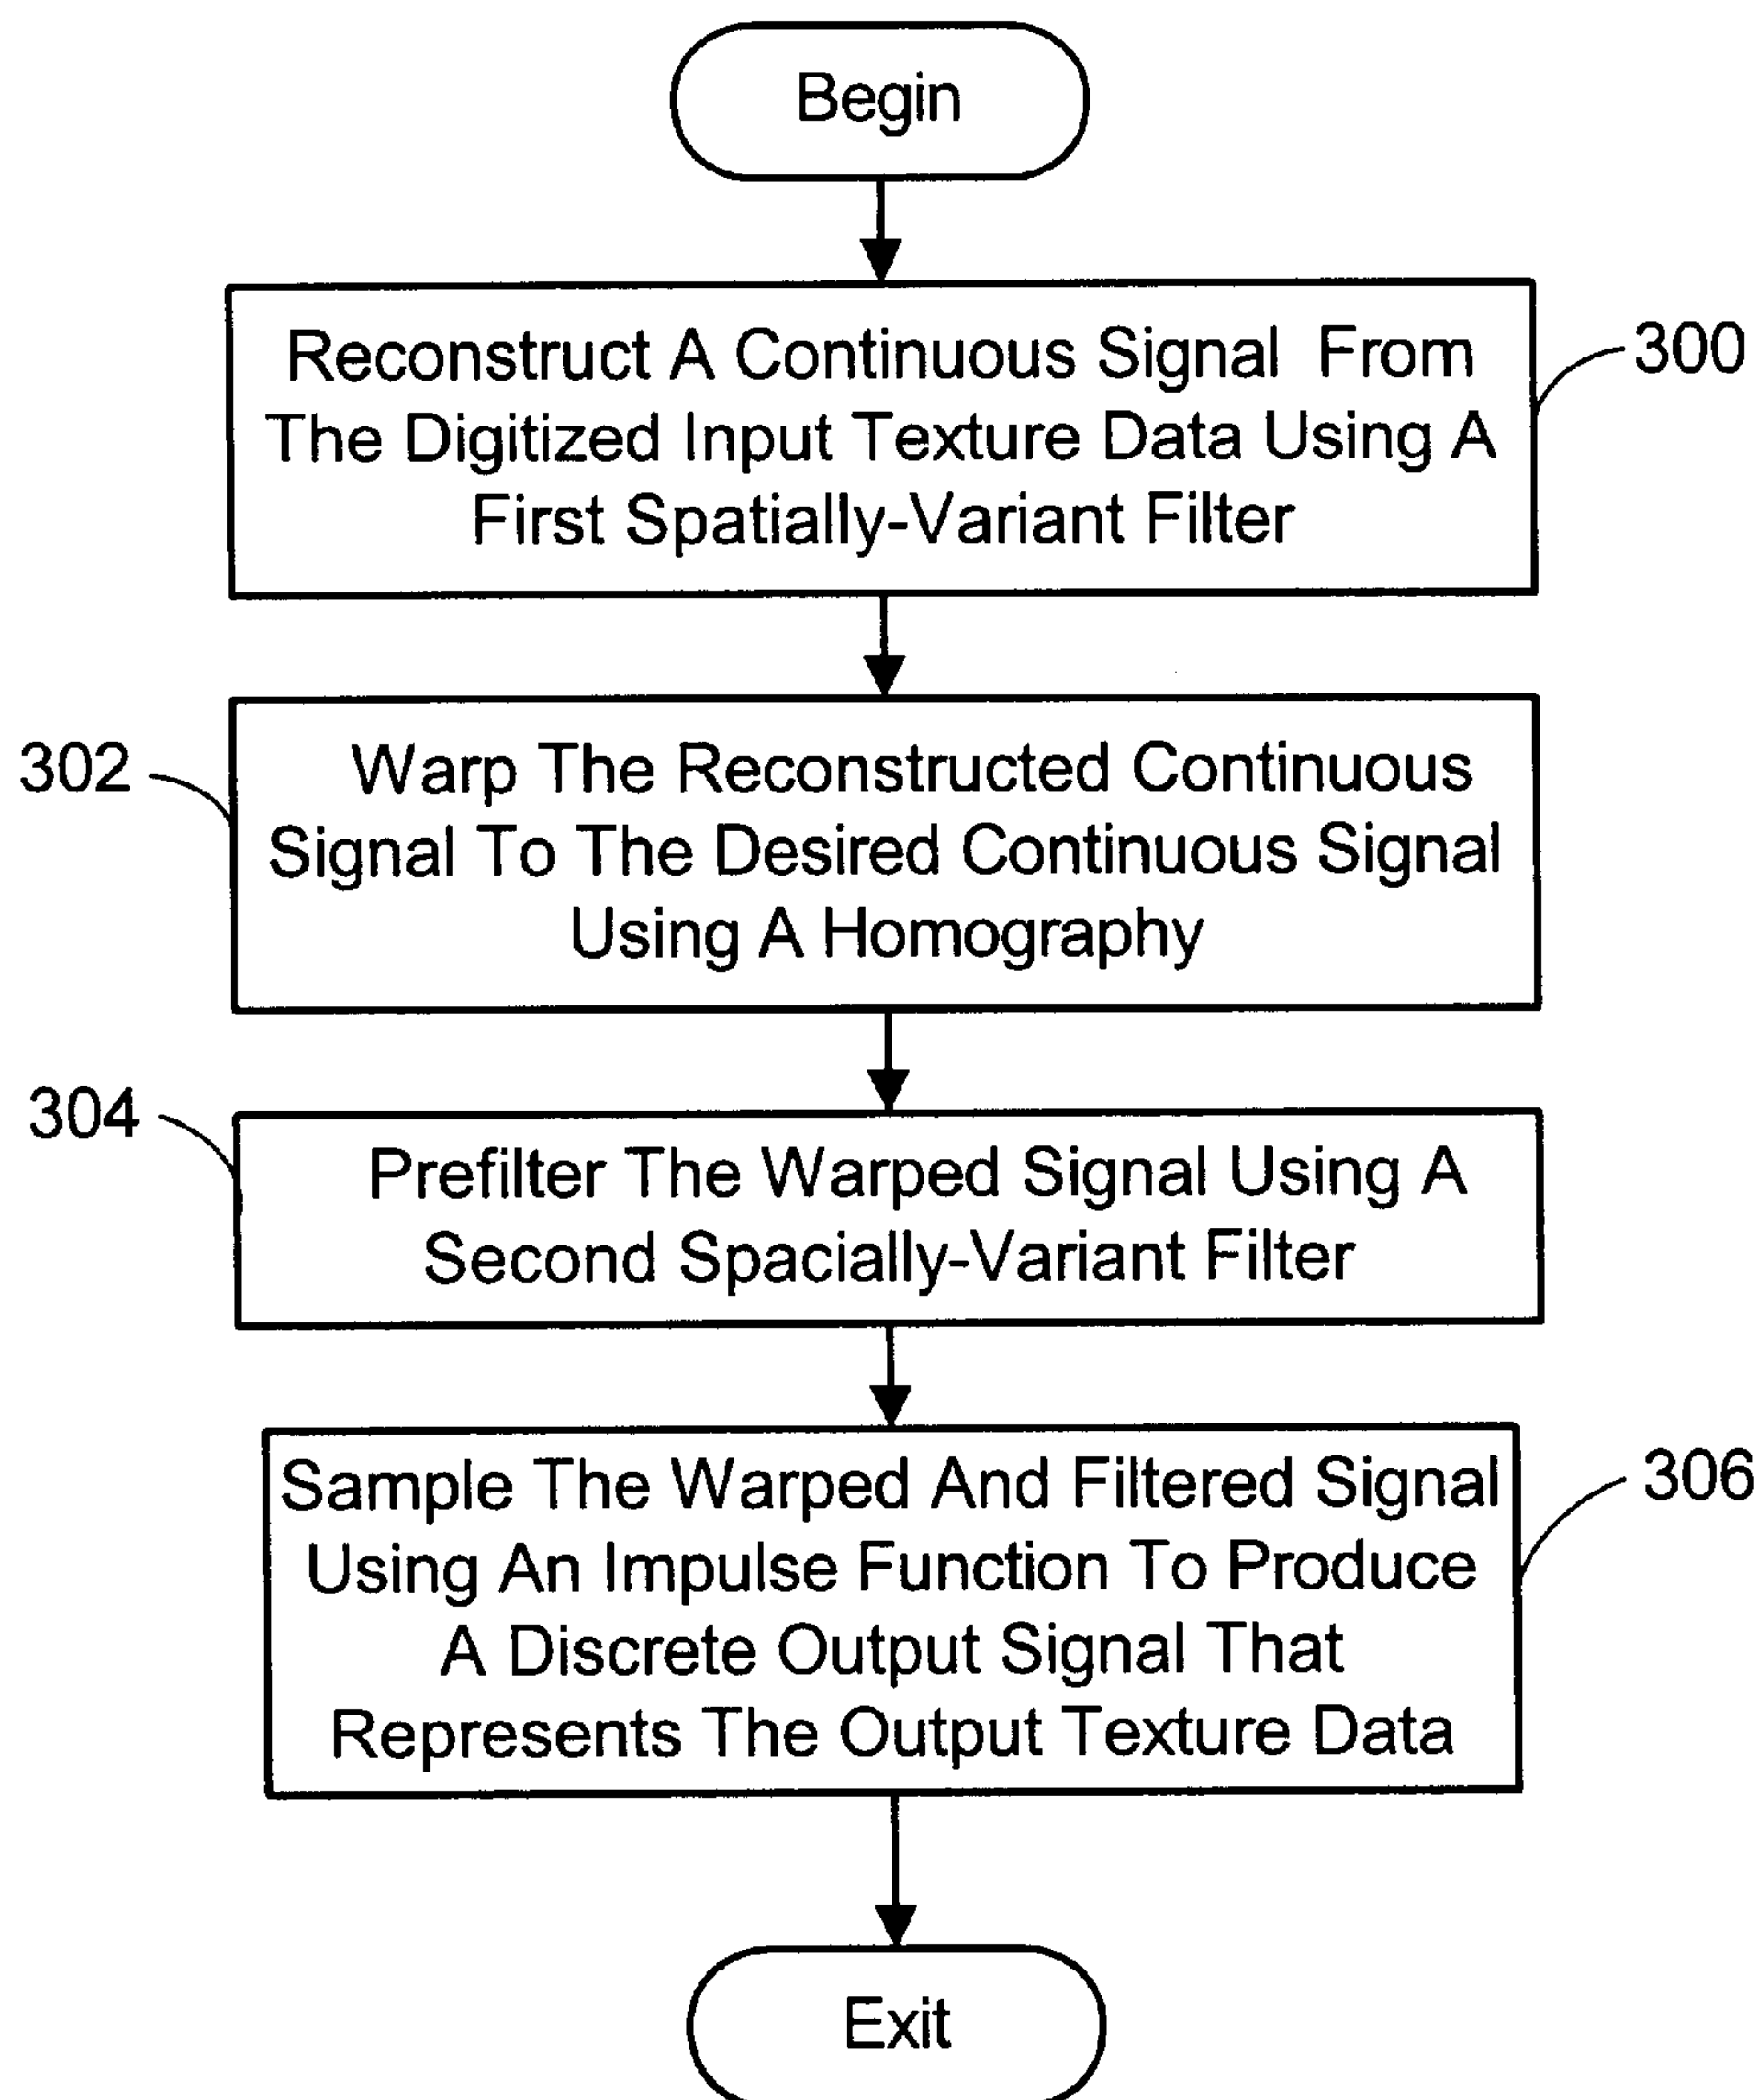 Begin
Reconstruct A Continuous Signal From
The Digitized Input Texture Data Using A
First Spatially-Variant Filter
300
Warp The Reconstructed Continuous
Signal To The Desired Continuous Signal
Using A Homography
302
Prefilter The Warped Signal Using A
Second Spacially-Variant Filter
304
Sample The Warped And Filtered Signal
Using An Impulse Function To Produce
A Discrete Output Signal That
Represents The Output Texture Data
306
Exit